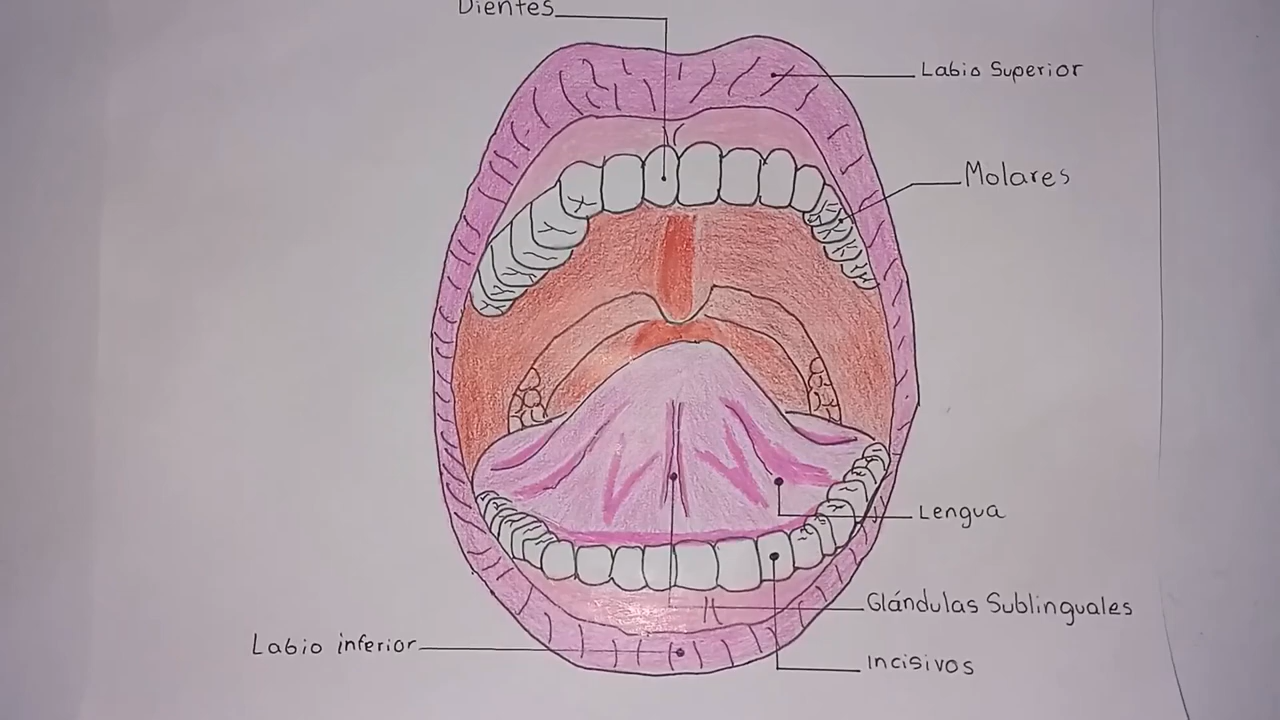 Dientes
Labio Superior
Molares
Lengua
Glándulas Sublinguales
Labio inferior
Incisivos